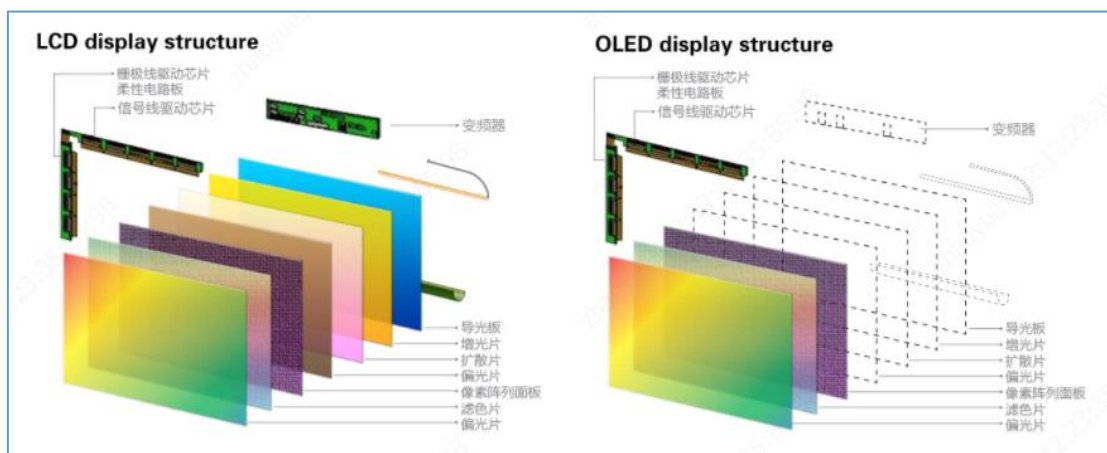 LCD display structure
栅极线驱动芯片
柔性电路板
信号线驱动芯片
变频器
导光板
增光片
扩散片
偏光片
像素阵列面板
滤色片
偏光片
OLED display structure
栅极线驱动芯片
柔性电路板
信号线驱动芯片
变频器
导光板
增光片
扩散片
偏光片
像素阵列面板
滤色片
偏光片